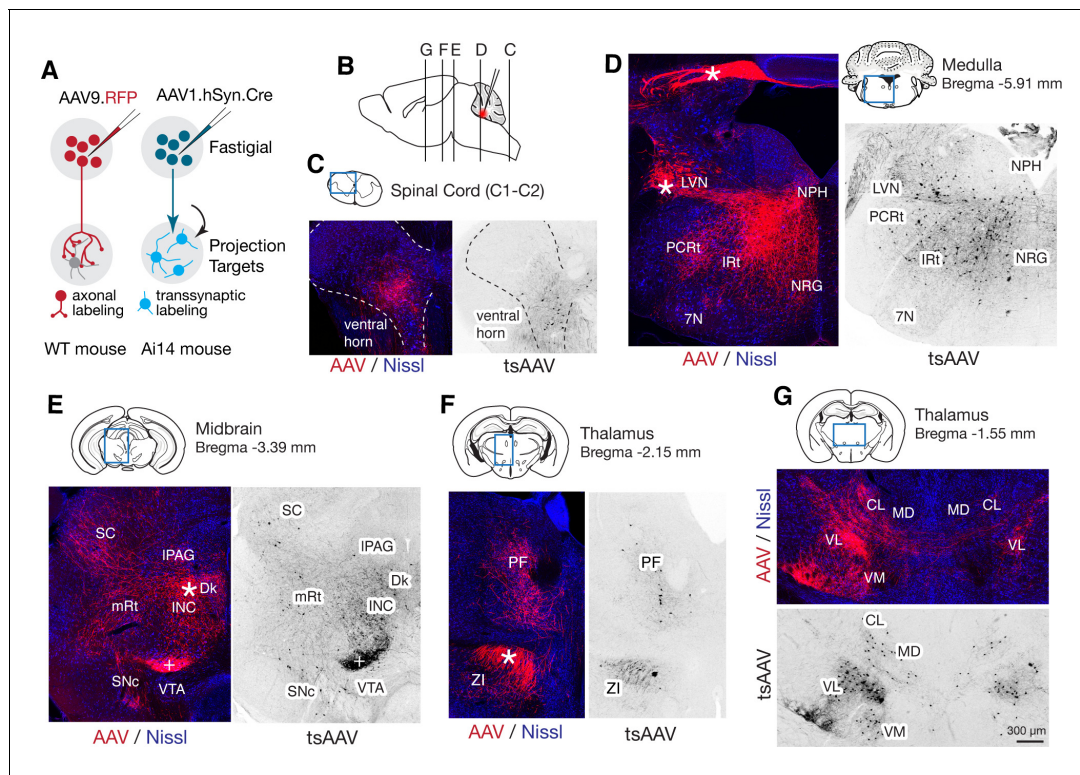 A
AAV9.RFP
AAV1.hSyn.Cre
Fastigial
Projection
Targets
axonal
labeling
transsynaptic
labeling
WT mouse
Ai14 mouse
B
G F E D C
C
Spinal Cord (C1-C2)
ventral
horn
ventral
horn
AAV / Nissl
tsAAV
D
Medulla
Bregma -5.91 mm
*
*
LVN
NPH
PCRt
IRt
NRG
7N
NPH
LVN
PCRt
IRt
NRG
7N
AAV / Nissl
tsAAV
E
Midbrain
Bregma -3.39 mm
SC
lPAG
*
Dk
mRt
INC
+
SNc
VTA
SC
lPAG
Dk
mRt
INC
+
SNc
VTA
AAV / Nissl
tsAAV
F
Thalamus
Bregma -2.15 mm
PF
*
ZI
PF
ZI
AAV / Nissl
tsAAV
G
Thalamus
Bregma -1.55 mm
AAV / Nissl
CL
MD
MD
CL
VL
VL
VM
tsAAV
CL
MD
VL
VM
300 µm